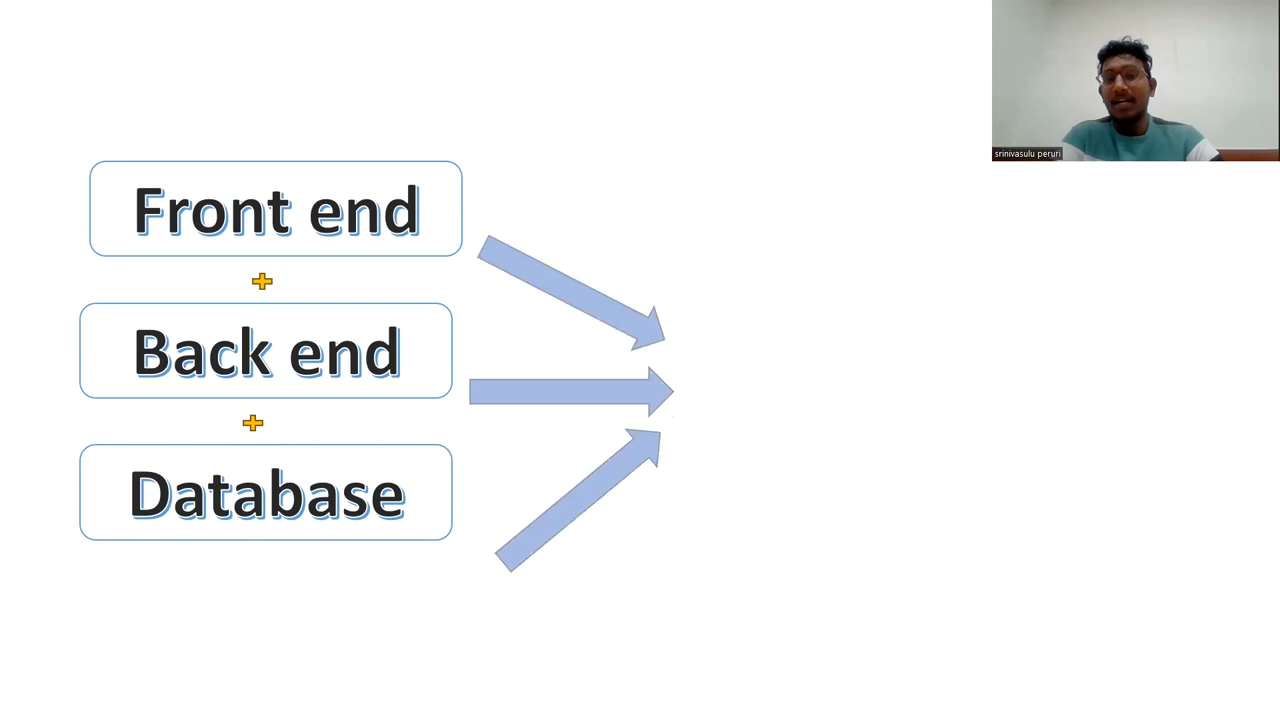 srinivasulu peruri
Front end
Back end
Database